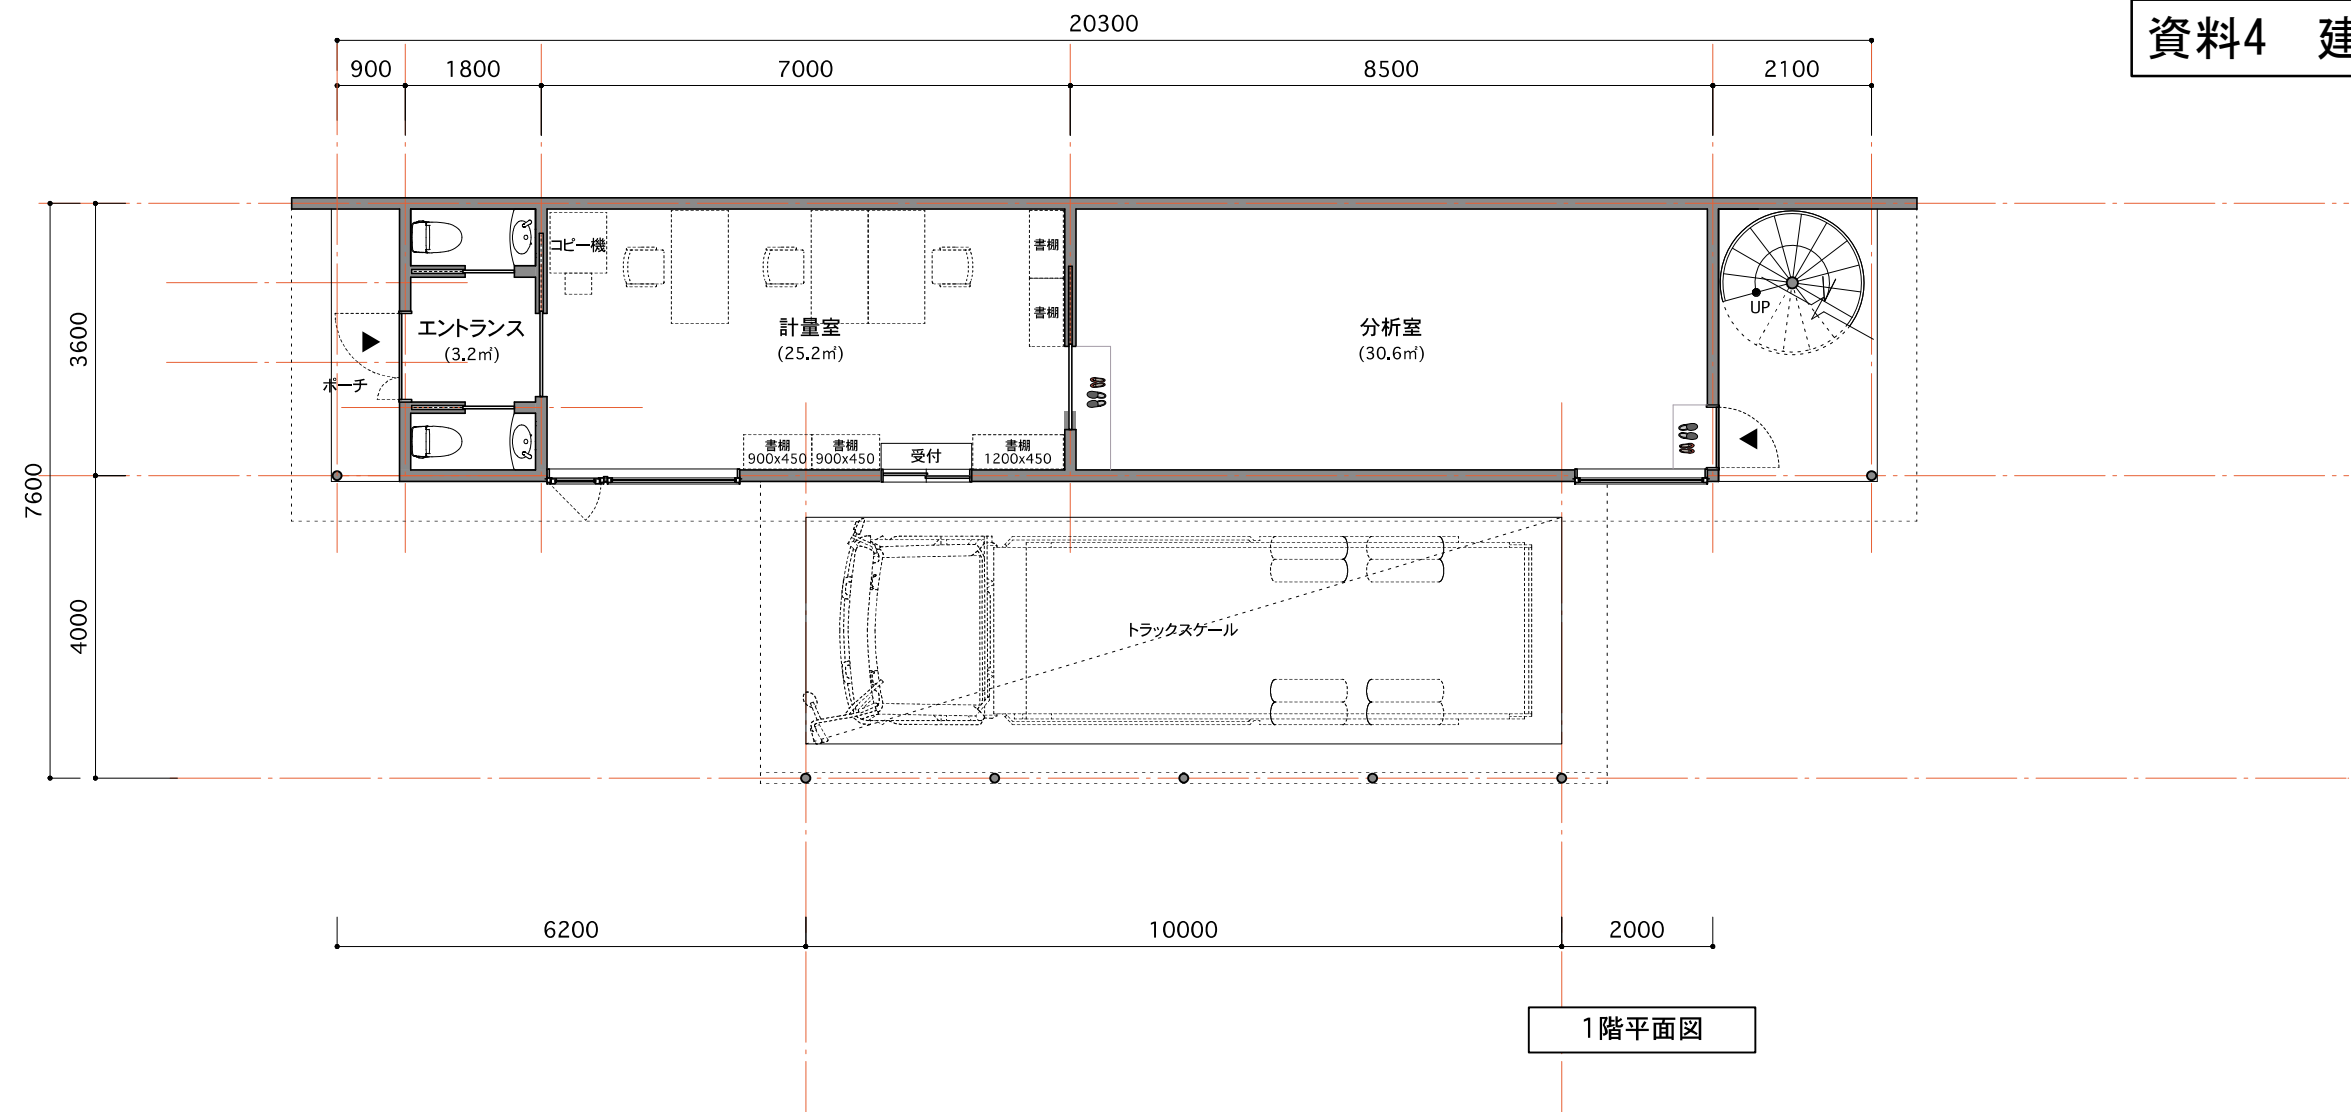 資料4 建
20300
900
1800
7000
8500
2100
3600
7600
4000
コピー機
書棚
書棚
エントランス
(3.2㎡)
計量室
(25.2㎡)
分析室
(30.6㎡)
UP
ポーチ
書棚
900x450
書棚
900x450
受付
書棚
1200x450
トラックスケール
6200
10000
2000
1階平面図